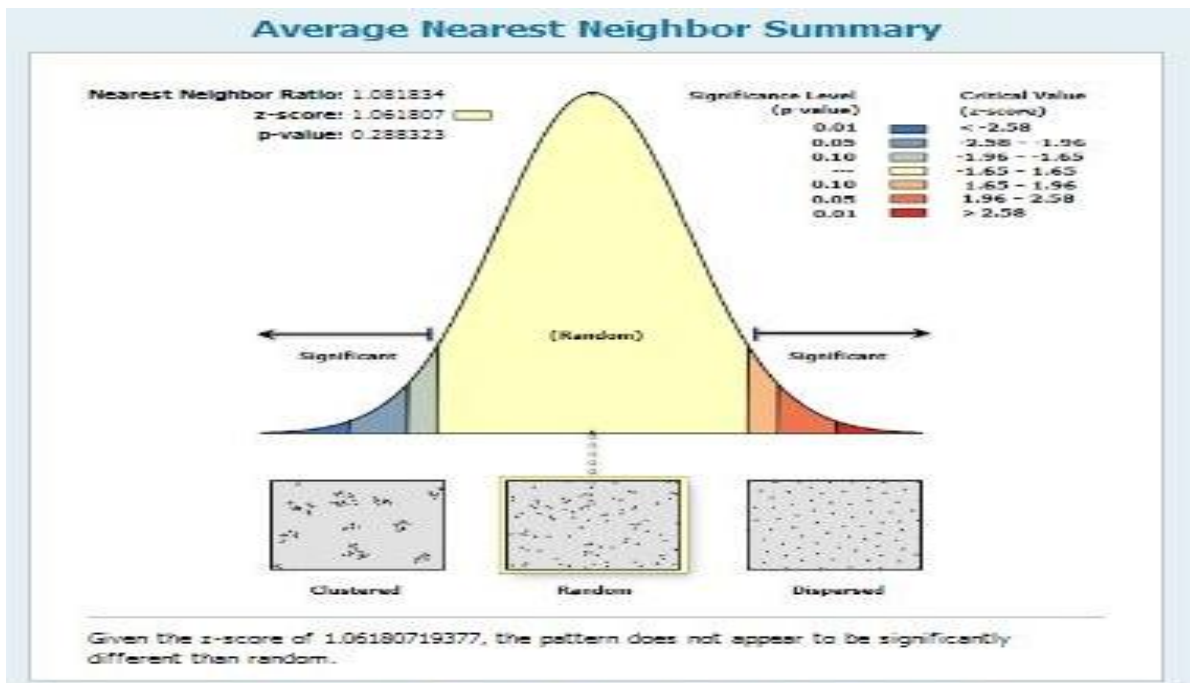 Average Nearest Neighbor Summary
Nearest Neighbor Ratio: 1.081834
z-score: 1.061807
p-value: 0.288323
Significance Level
(p-value)
Critical Value
(z-score)
0.01 < -2.58
0.05 -2.58 - -1.96
0.10 -1.96 - -1.65
--- -1.65 - 1.65
0.10 1.65 - 1.96
0.05 1.96 - 2.58
0.01 > 2.58
(Random)
Significant
Significant
Clustered
Random
Dispersed
Given the z-score of 1.06180719377, the pattern does not appear to be significantly
different than random.